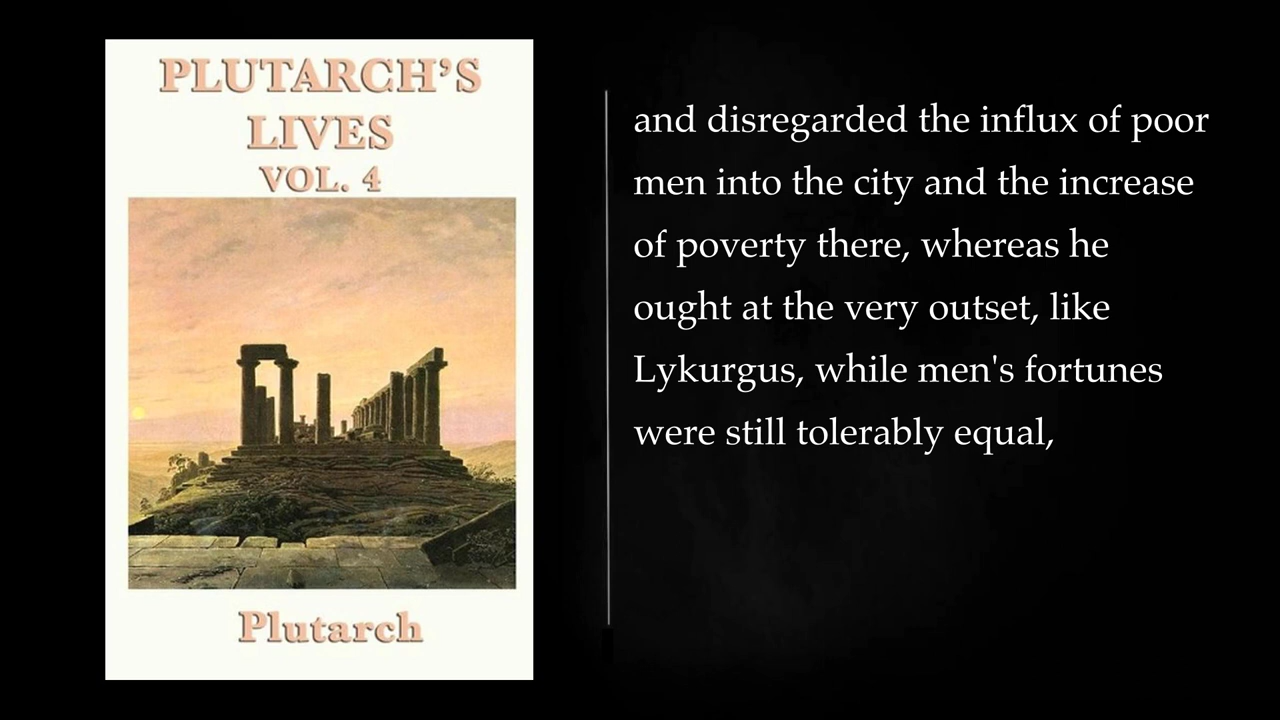 PLUTARCH'S
LIVES
VOL. 4
Plutarch
and disregarded the influx of poor
men into the city and the increase
of poverty there, whereas he
ought at the very outset, like
Lykurgus, while men's fortunes
were still tolerably equal,